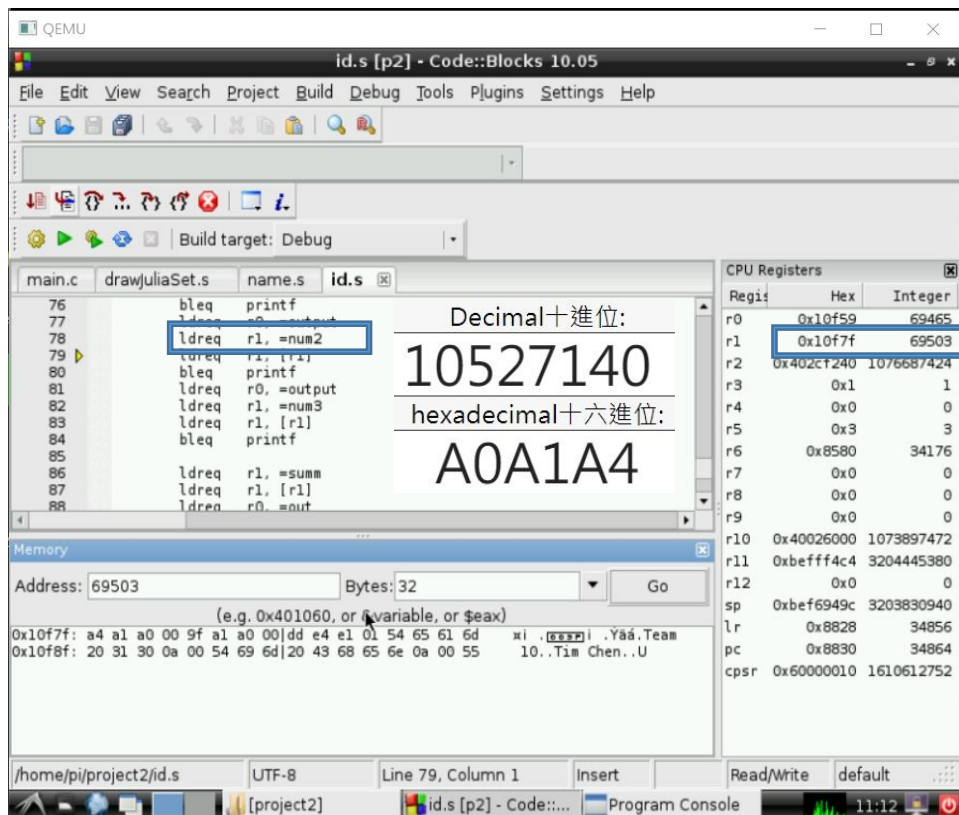 QEMU
id.s [p2] - Code::Blocks 10.05
File Edit View Search Project Build Debug Tools Plugins Settings Help
Build target: Debug
main.c drawJuliaSet.s name.s id.s
76 bleq printf
77 ldreq r0, =output
78 ldreq r1, =num2
79 ldreq r1, [r1]
80 bleq printf
81 ldreq r0, =output
82 ldreq r1, =num3
83 ldreq r1, [r1]
84 bleq printf
85
86 ldreq r1, =summ
87 ldreq r1, [r1]
88 ldreq r0, =out
Decimal十進位:
10527140
hexadecimal十六進位:
A0A1A4
CPU Registers
Regis Hex Integer
r0 0x10f59 69465
r1 0x10f7f 69503
r2 0x402cf240 1076687424
r3 0x1 1
r4 0x0 0
r5 0x3 3
r6 0x8580 34176
r7 0x0 0
r8 0x0 0
r9 0x0 0
r10 0x40026000 1073897472
r11 0xbefff4c4 3204445380
r12 0x0 0
sp 0xbef6949c 3203830940
lr 0x8828 34856
pc 0x8830 34864
cpsr 0x60000010 1610612752
Memory
Address: 69503 Bytes: 32 Go
(e.g. 0x401060, or &variable, or $eax)
0x10f7f: a4 a1 a0 00 9f a1 a0 00|dd e4 e1 01 54 65 61 6d .Ýäá.Team
0x10f8f: 20 31 30 0a 00 54 69 6d|20 43 68 65 6e 0a 00 55 10..Tim Chen..U
/home/pi/project2/id.s UTF-8 Line 79, Column 1 Insert Read/Write default
[project2] id.s [p2] - Code::... Program Console 11:12